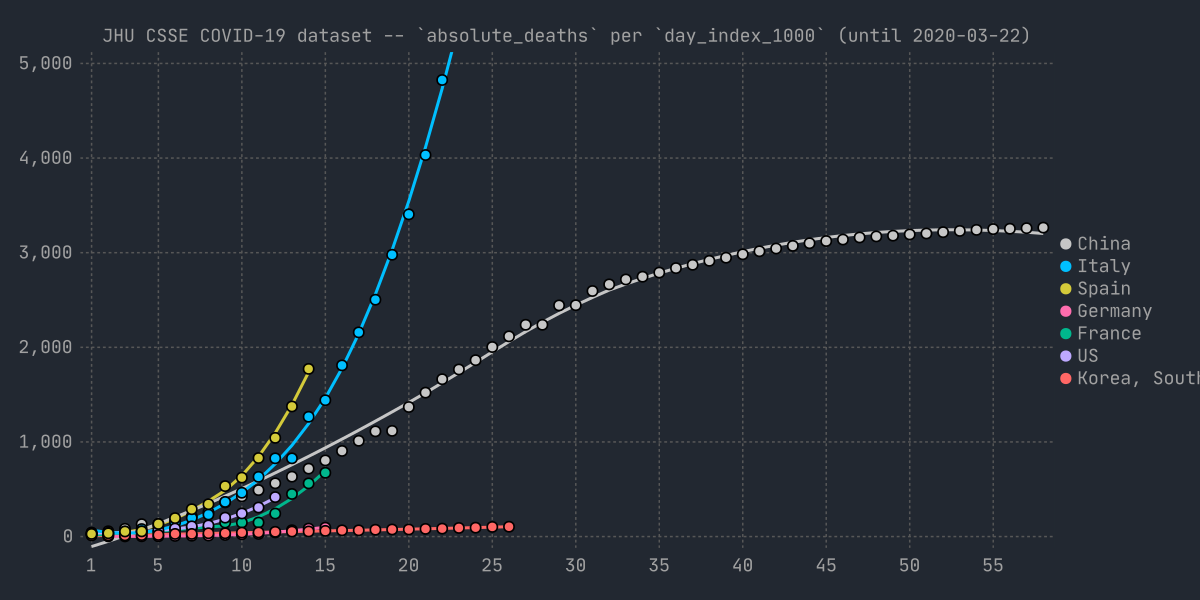 JHU CSSE COVID-19 dataset -- `absolute_deaths` per `day_index_1000` (until 2020-03-22)
5,000
4,000
3,000
2,000
1,000
0
1 5 10 15 20 25 30 35 40 45 50 55
China
Italy
Spain
Germany
France
US
Korea, South